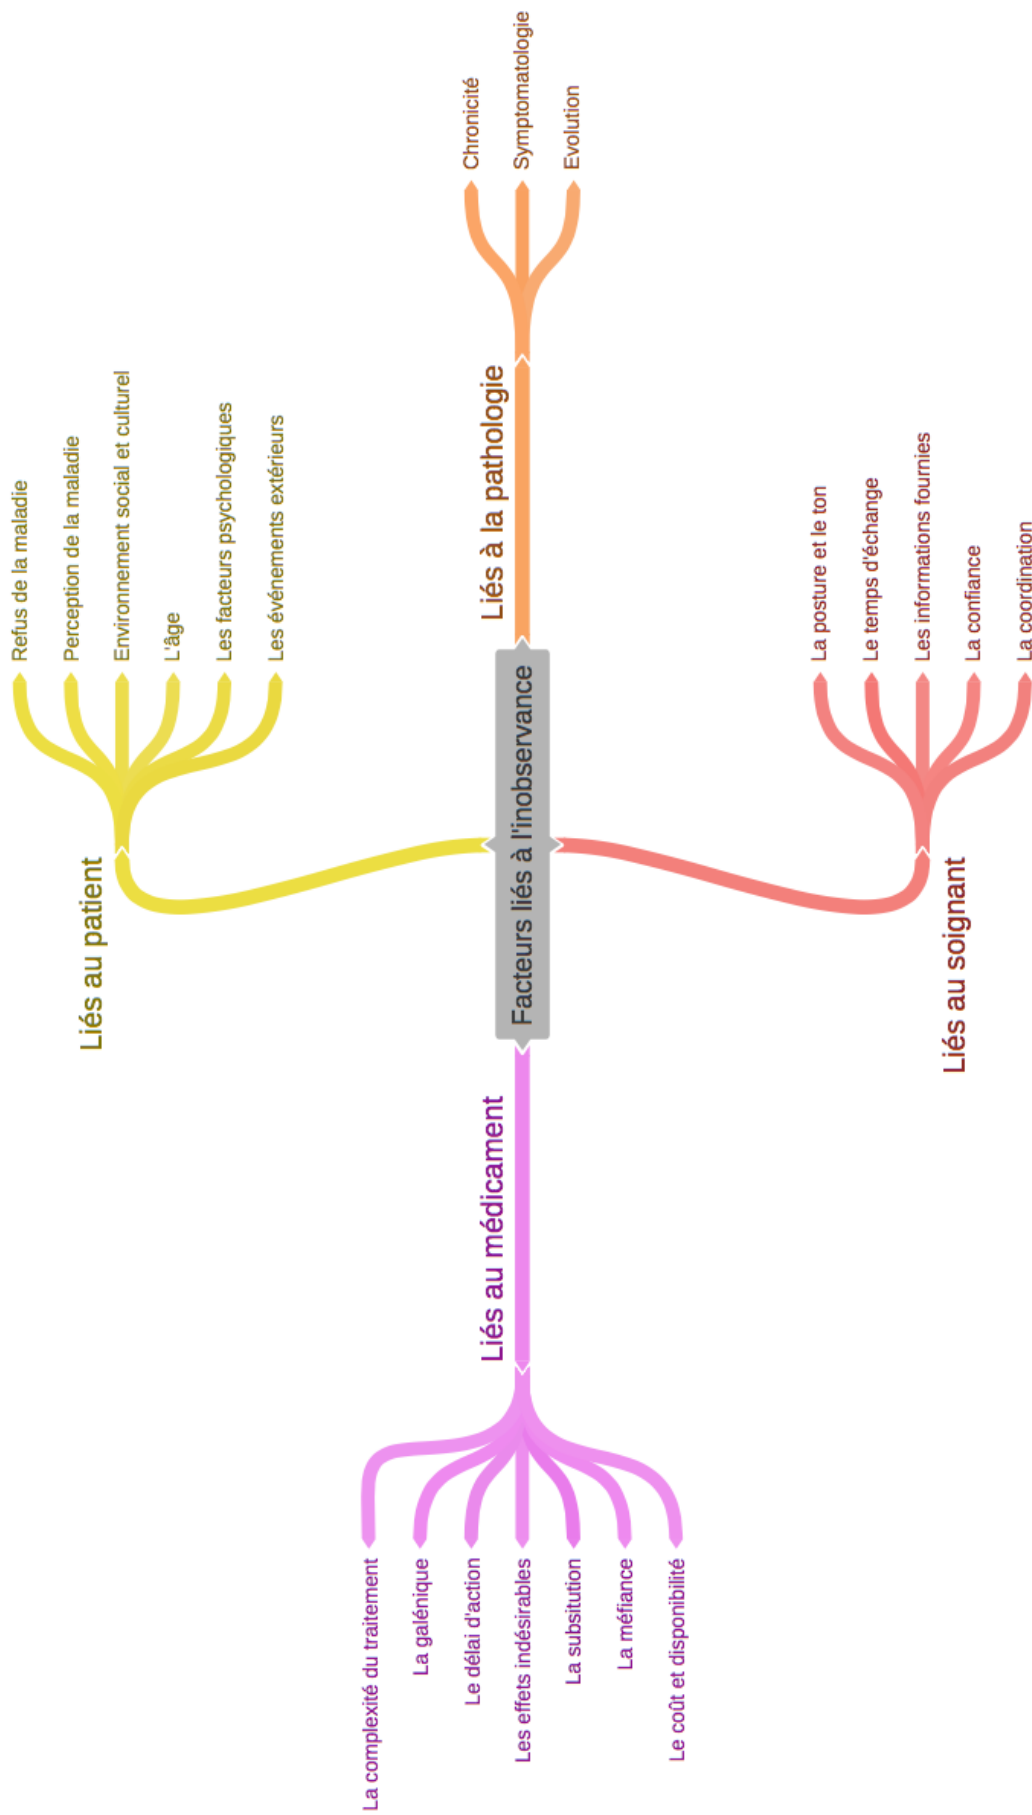 Facteurs liés à l'inobservance
Liés au patient
Refus de la maladie
Perception de la maladie
Environnement social et culturel
L'âge
Les facteurs psychologiques
Les événements extérieurs
Liés à la pathologie
Chronicité
Symptomatologie
Evolution
Liés au médicament
La complexité du traitement
La galénique
Le délai d'action
Les effets indésirables
La subsitution
La méfiance
Le coût et disponibilité
Liés au soignant
La posture et le ton
Le temps d'échange
Les informations fournies
La confiance
La coordination